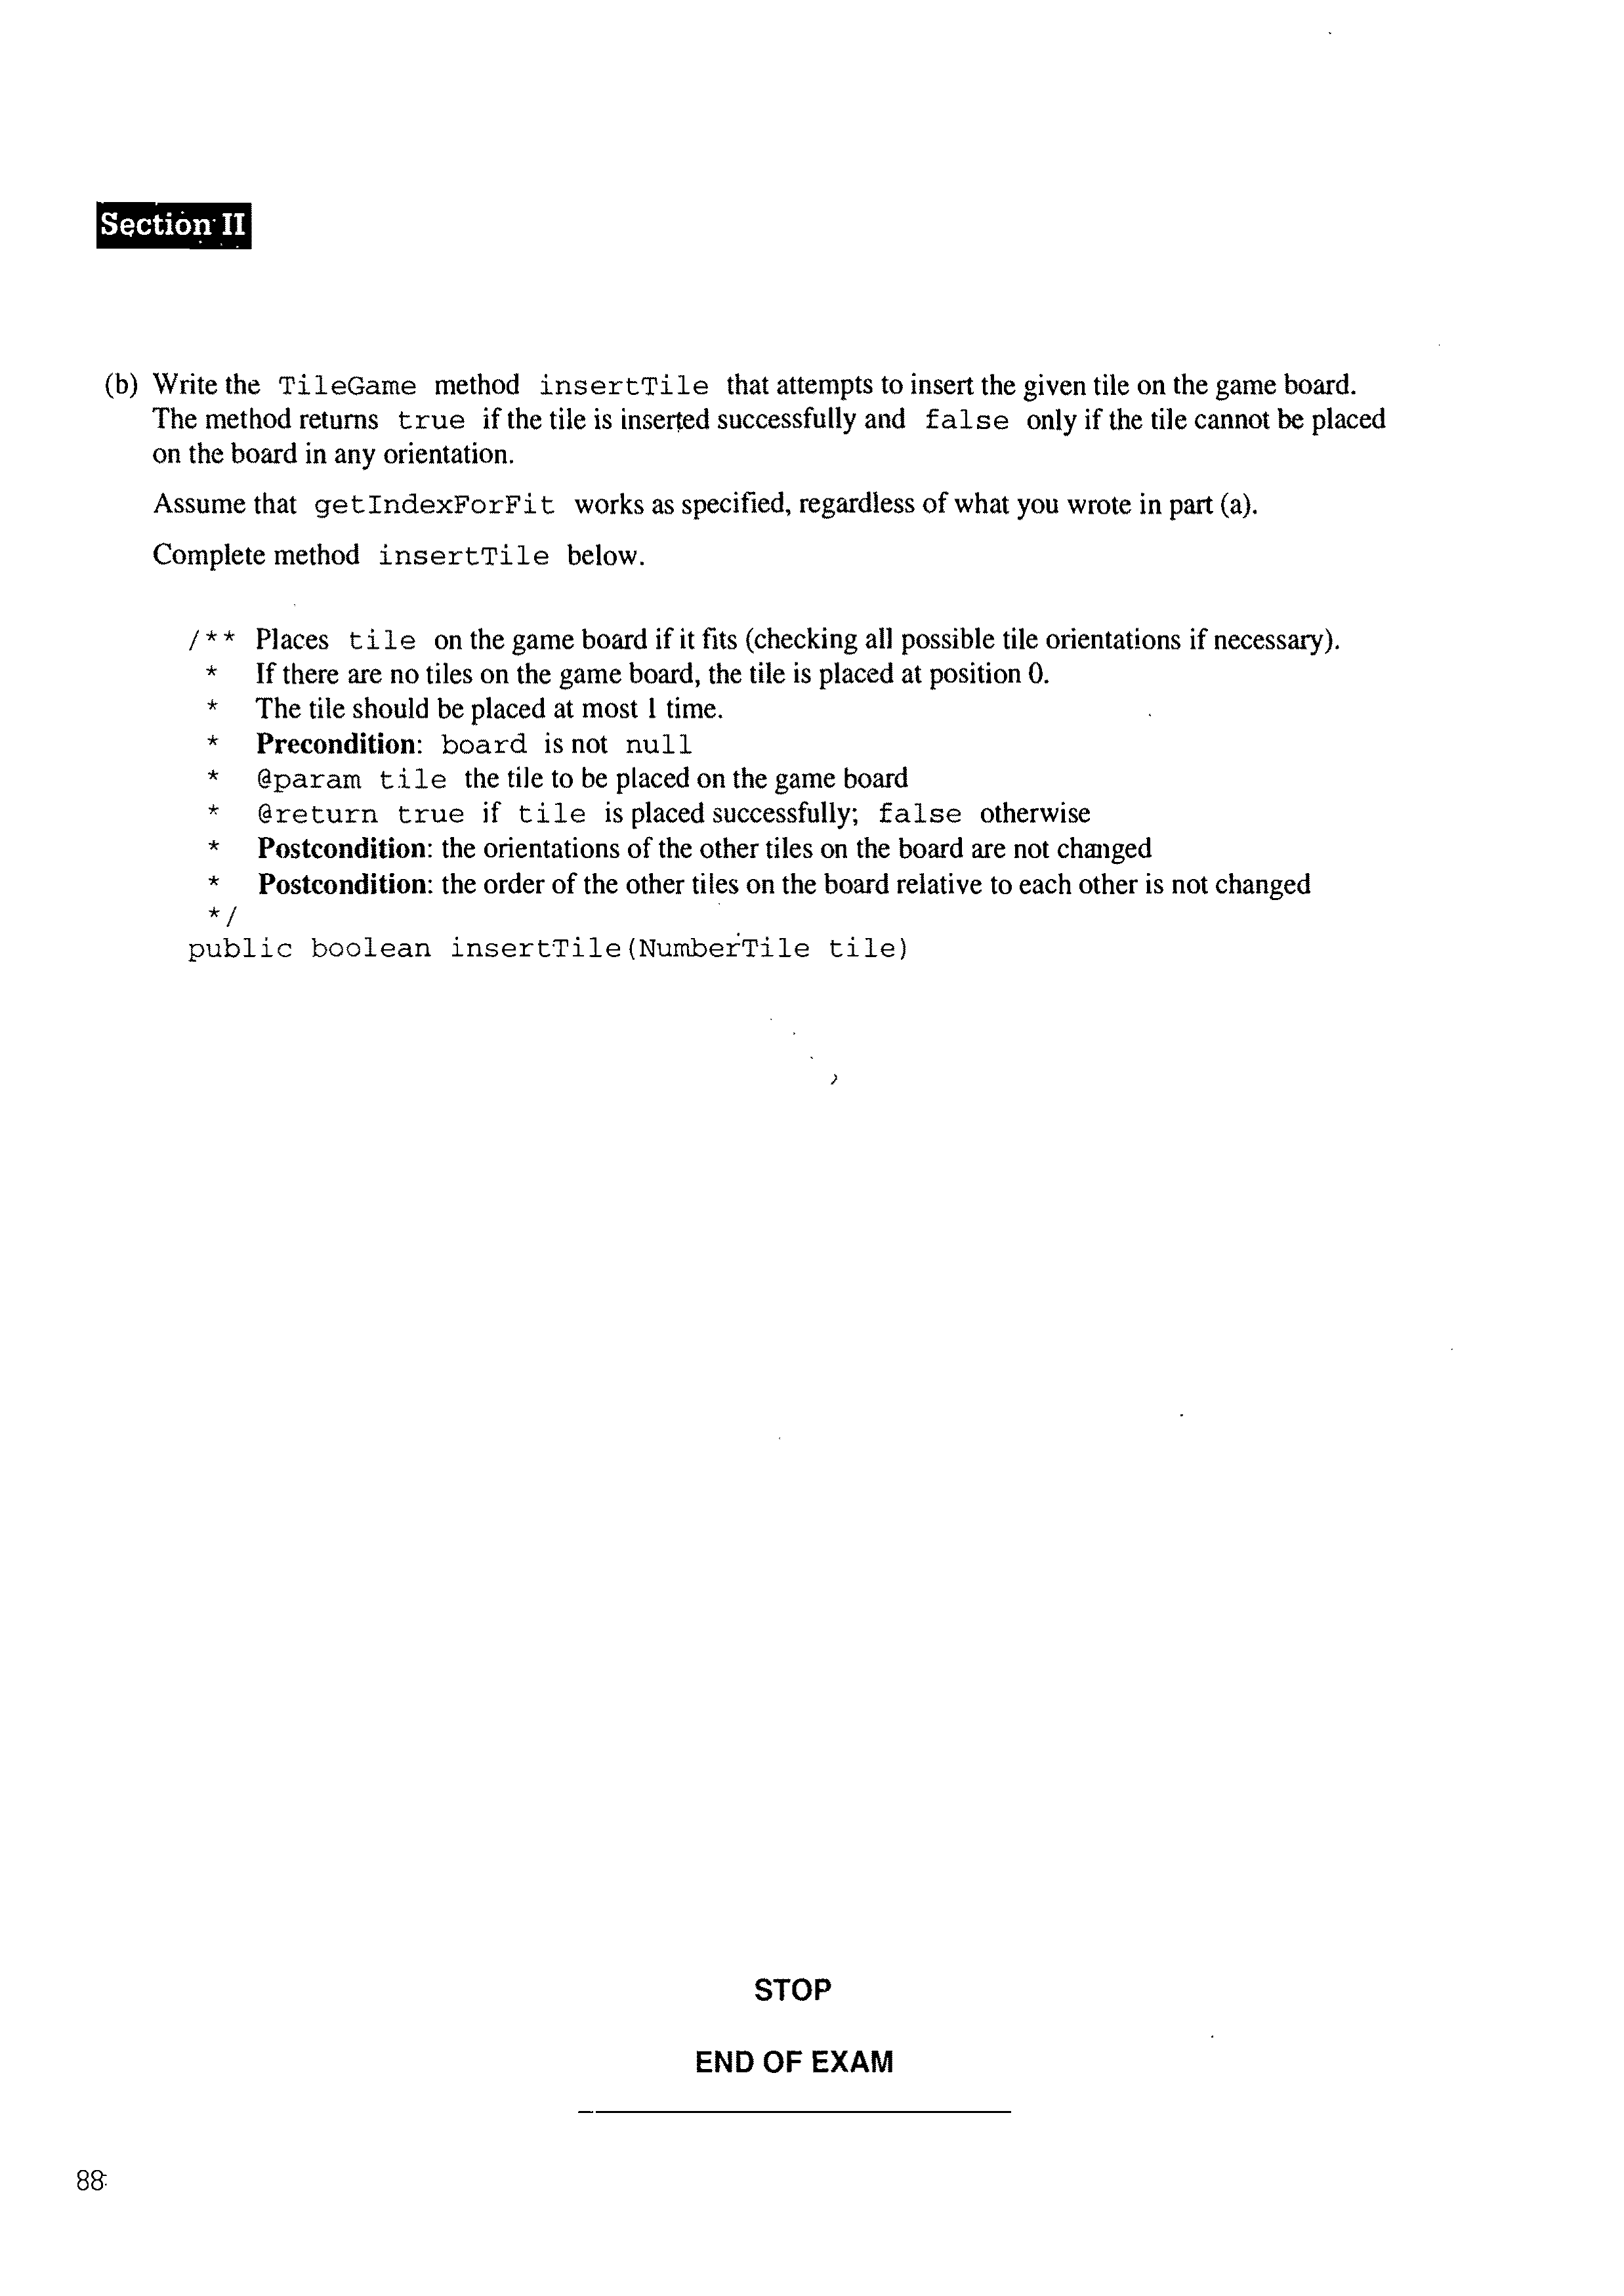 Section II
(b) Write the TileGame method insertTile that attempts to insert the given tile on the game board.
The method returns true if the tile is inserted successfully and false only if the tile cannot be placed
on the board in any orientation.
Assume that getIndexForFit works as specified, regardless of what you wrote in part (a).
Complete method insertTile below.
/** Places tile on the game board if it fits (checking all possible tile orientations if necessary).
* If there are no tiles on the game board, the tile is placed at position 0.
* The tile should be placed at most 1 time.
* Precondition: board is not null
* @param tile the tile to be placed on the game board
* @return true if tile is placed successfully; false otherwise
* Postcondition: the orientations of the other tiles on the board are not changed
* Postcondition: the order of the other tiles on the board relative to each other is not changed
*/
public boolean insertTile(NumberTile tile)
STOP
END OF EXAM
88